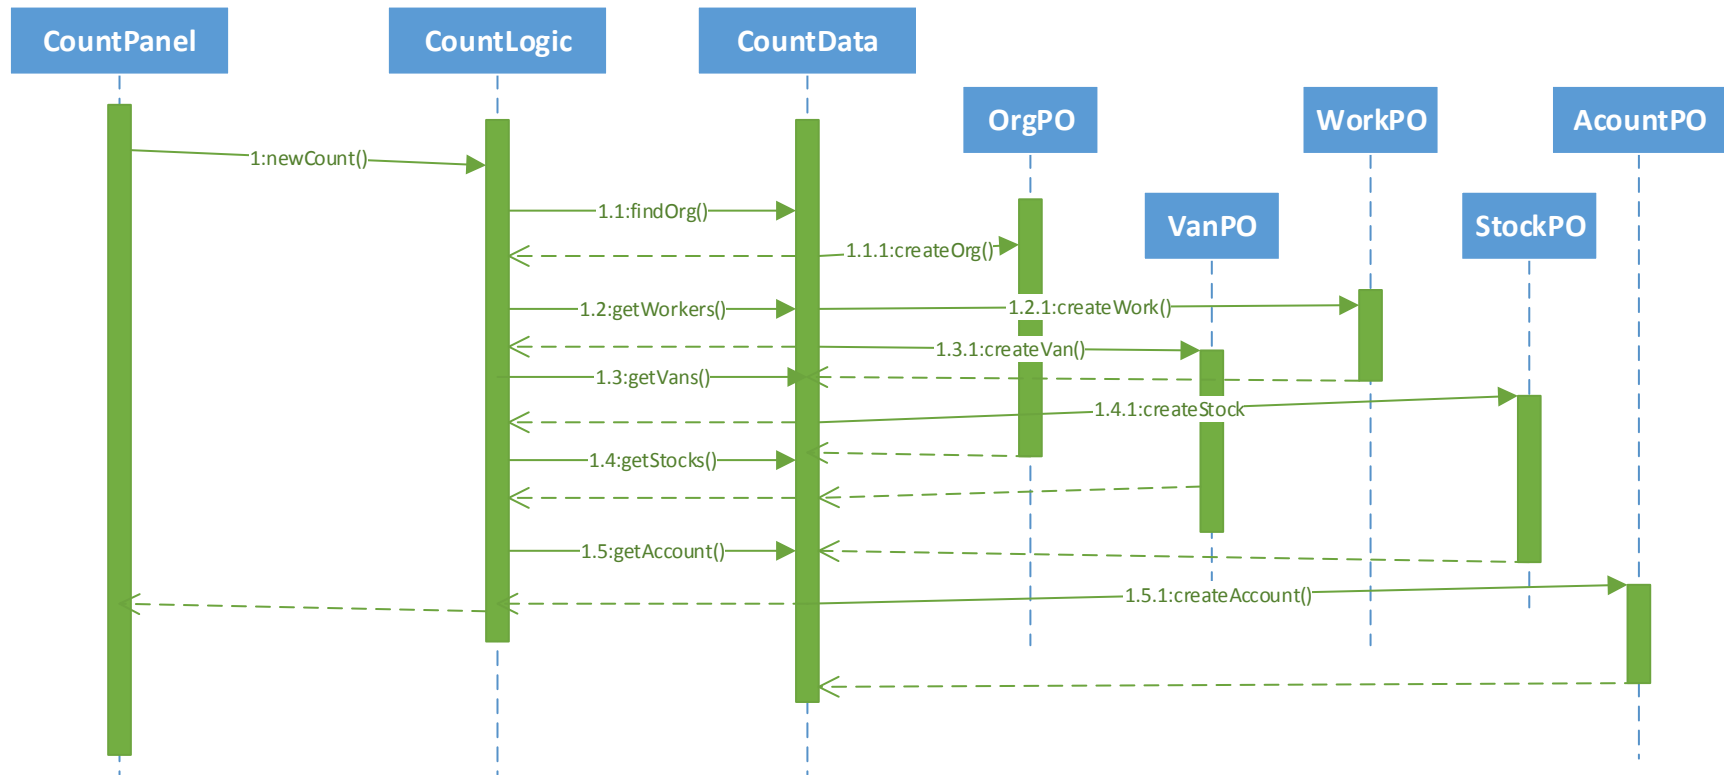 CountPanel
CountLogic
CountData
OrgPO
WorkPO
AcountPO
VanPO
StockPO
1:newCount()
1.1:findOrg()
1.1.1:createOrg()
1.2:getWorkers()
1.2.1:createWork()
1.3.1:createVan()
1.3:getVans()
1.4.1:createStock
1.4:getStocks()
1.5:getAccount()
1.5.1:createAccount()